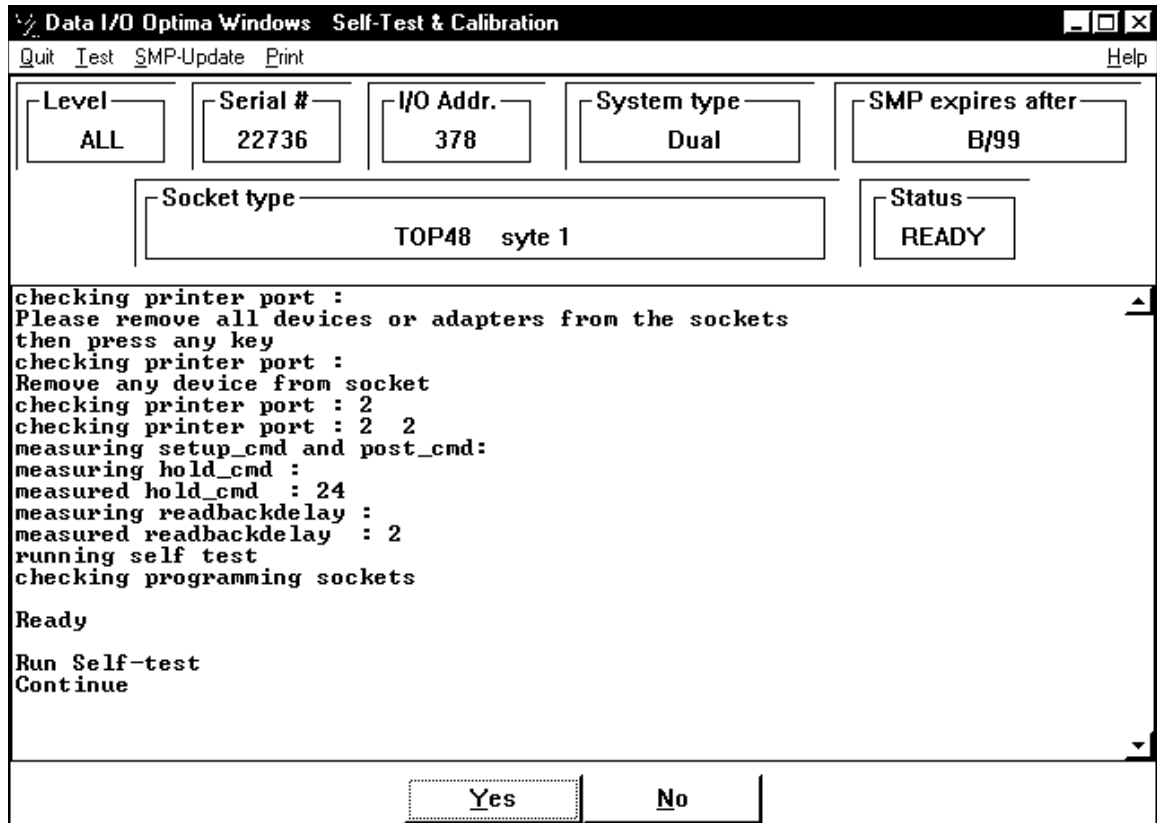 Data I/O Optima Windows Self-Test & Calibration
Quit Test SMP-Update Print Help
Level Serial # I/O Addr. System type SMP expires after
ALL 22736 378 Dual B/99
Socket type Status
TOP48 syte 1 READY
checking printer port :
Please remove all devices or adapters from the sockets
then press any key
checking printer port :
Remove any device from socket
checking printer port : 2
checking printer port : 2 2
measuring setup_cmd and post_cmd:
measuring hold_cmd :
measured hold_cmd : 24
measuring readbackdelay :
measured readbackdelay : 2
running self test
checking programming sockets
Ready
Run Self-test
Continue
Yes No